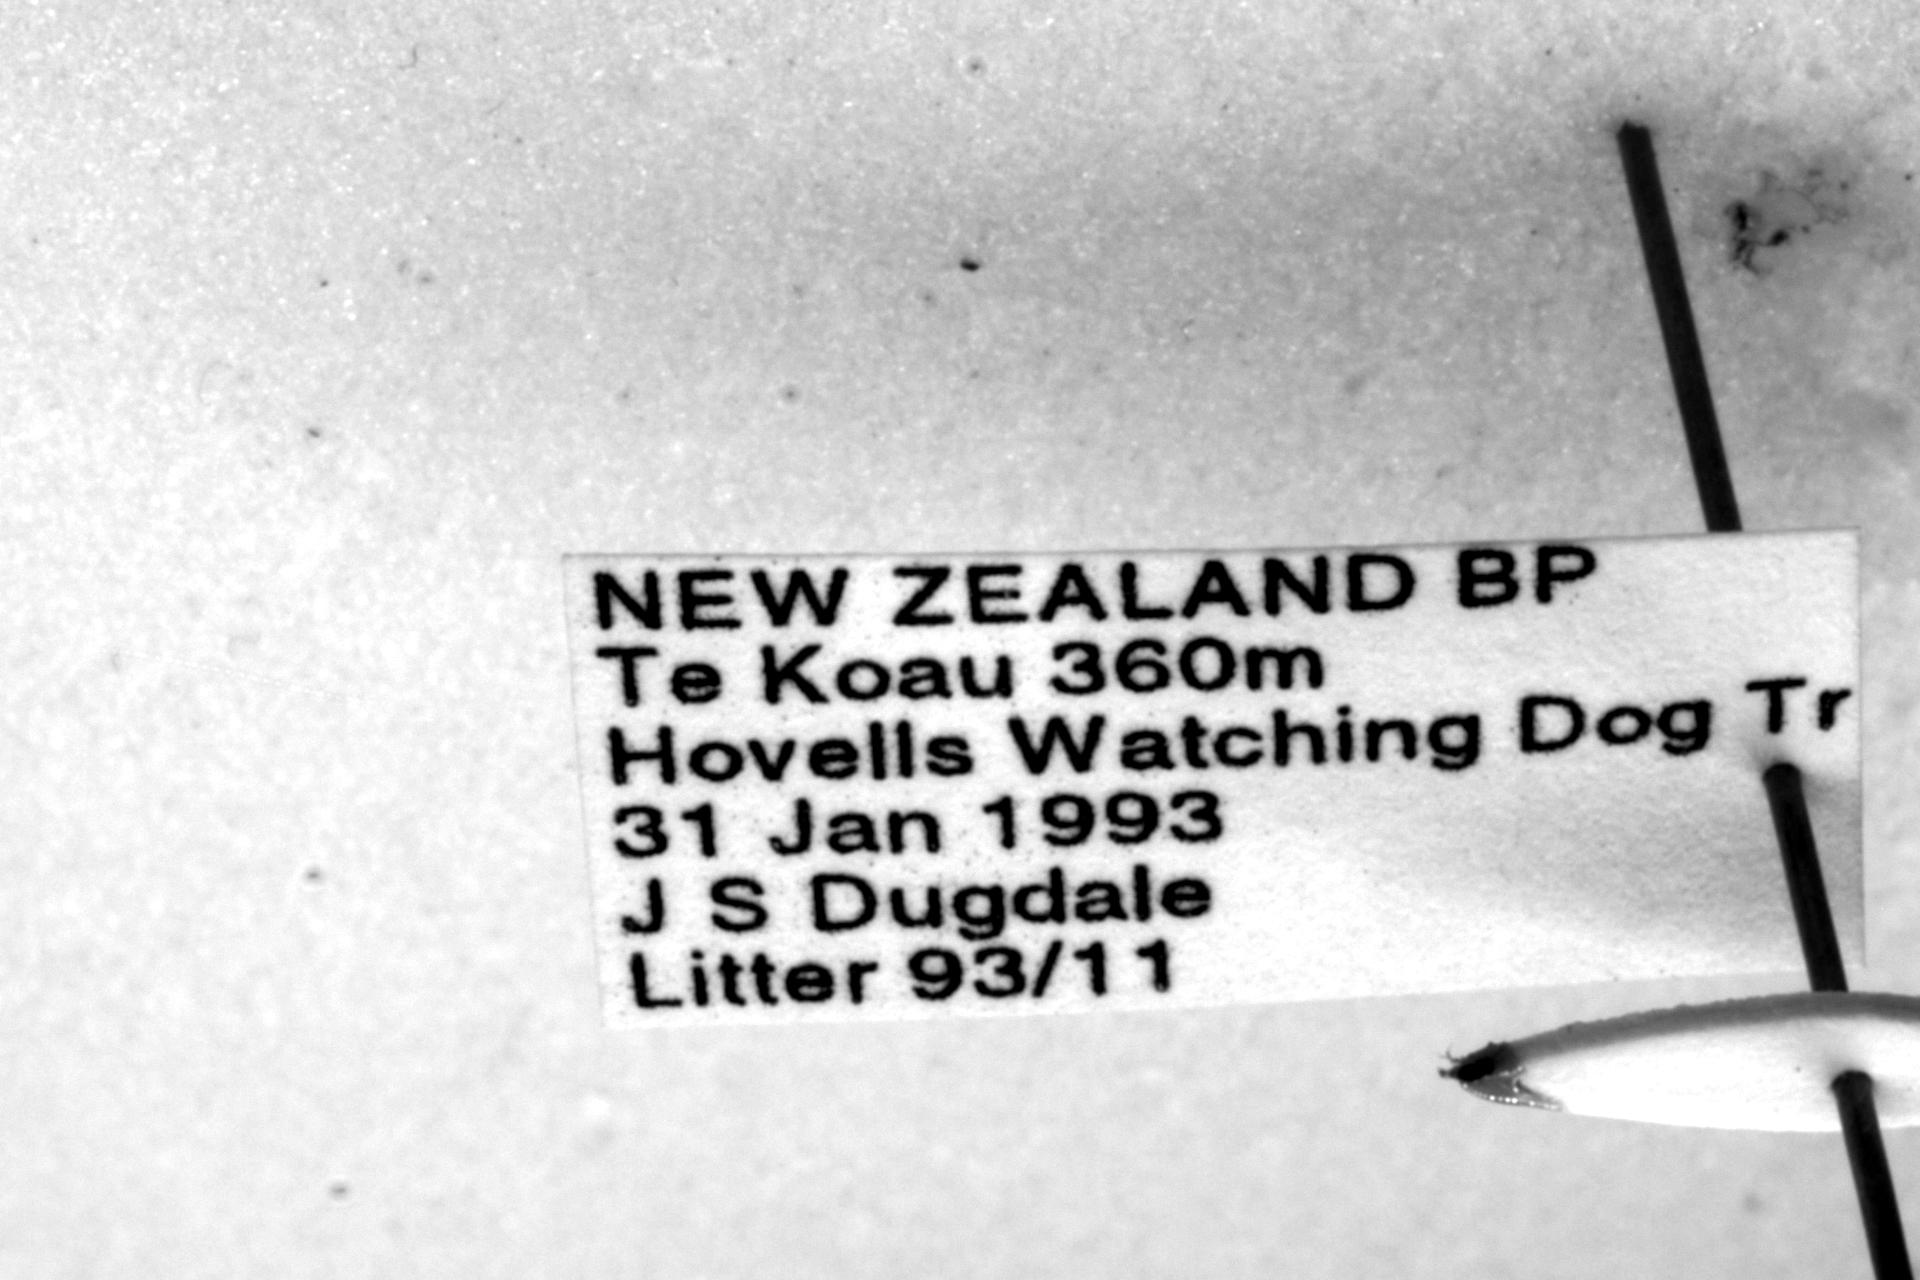 NEW ZEALAND BP
Te Koau 360m
Hovells Watching Dog Tr
31 Jan 1993
J S Dugdale
Litter 93/11